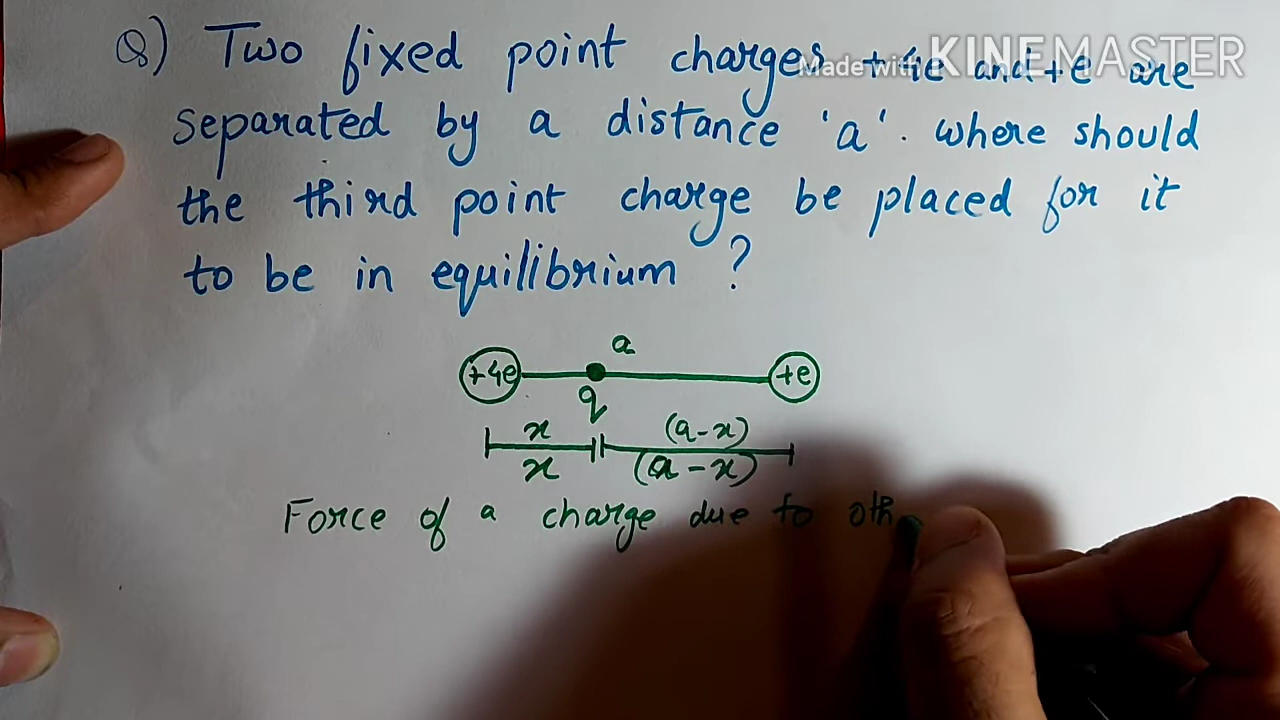 Q) Two fixed point charges +4e and +e are
Made with KINEMASTER
separated by a distance 'a'. where should
the third point charge be placed for it
to be in equilibrium ?
a
+4e +e
q
x (a-x)
x (a-x)
Force of a charge due to oth